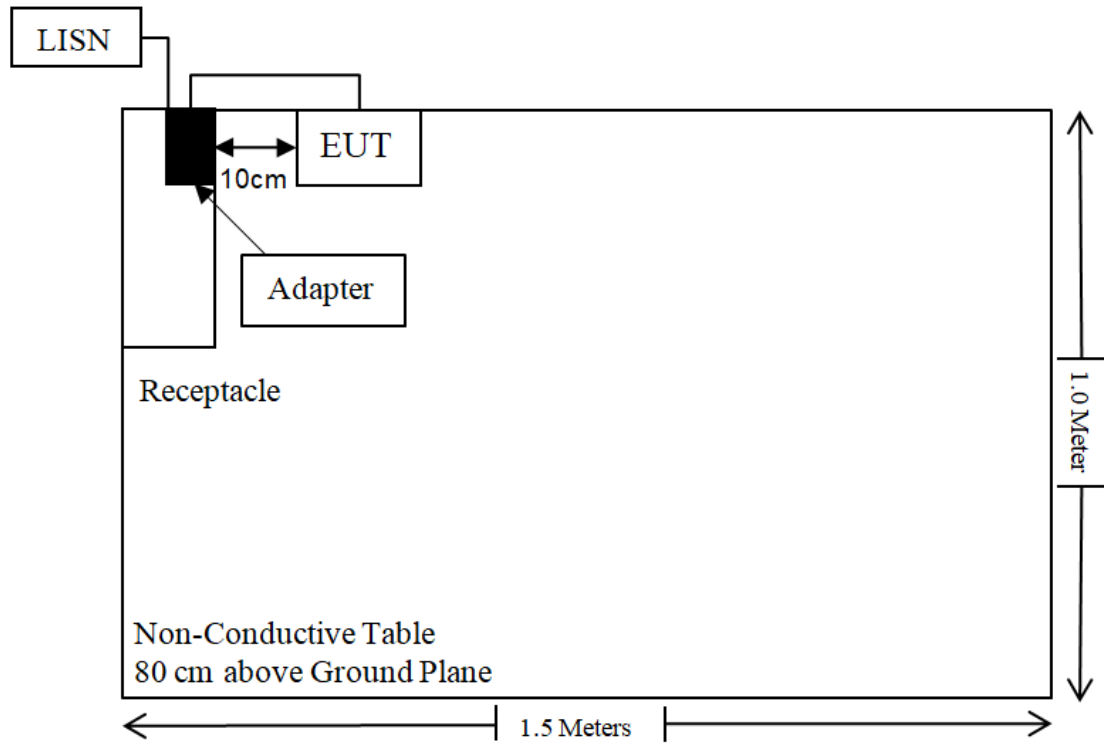 LISN
EUT
10cm
Adapter
Receptacle
1.0 Meter
Non-Conductive Table
80 cm above Ground Plane
1.5 Meters